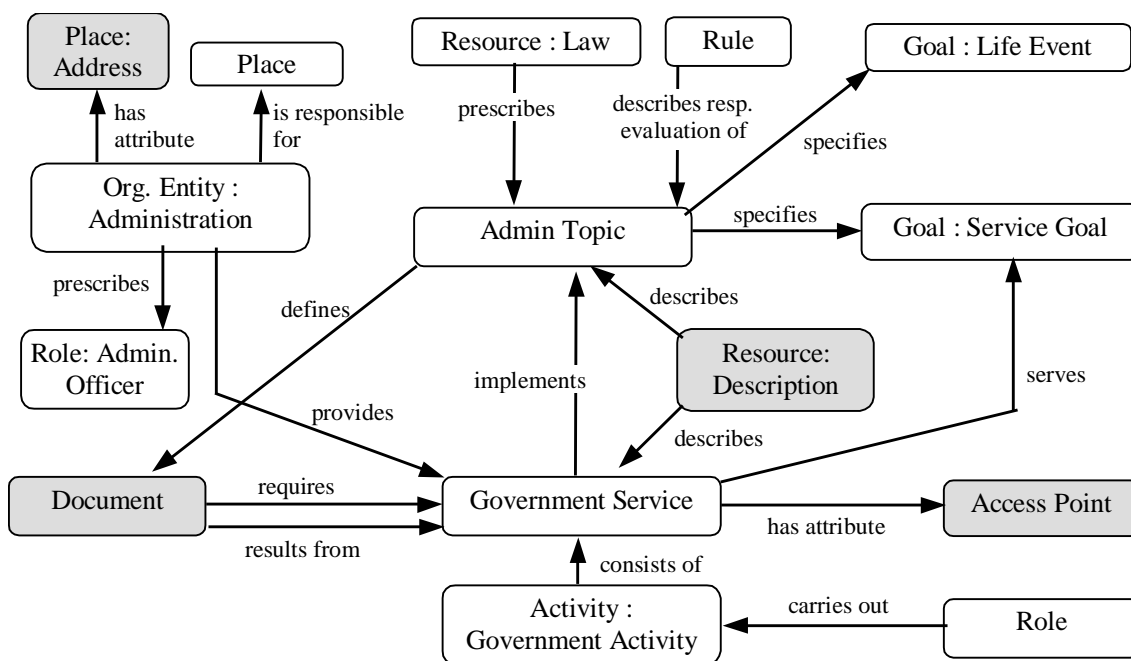 Place:
Address
Place
Resource : Law
Rule
Goal : Life Event
has
attribute
is responsible
for
prescribes
describes resp.
evaluation of
specifies
Org. Entity :
Administration
Admin Topic
specifies
Goal : Service Goal
prescribes
defines
describes
Role: Admin.
Officer
implements
Resource:
Description
serves
provides
describes
Document
requires
Government Service
Access Point
results from
has attribute
consists of
Activity :
Government Activity
carries out
Role